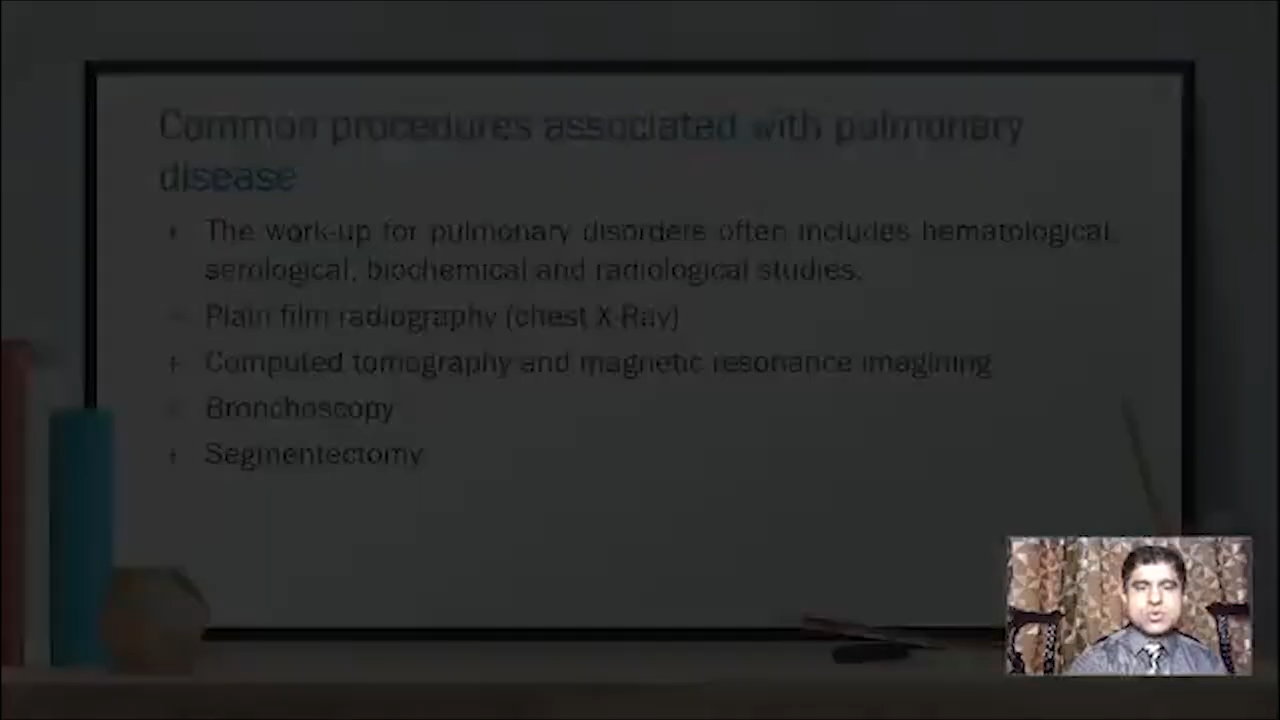 Common procedures associated with pulmonary
disease
The work-up for pulmonary disorders often includes hematological,
serological, biochemical and radiological studies.
Plain film radiography (chest X-Ray)
Computed tomography and magnetic resonance imagining
Bronchoscopy
Segmentectomy